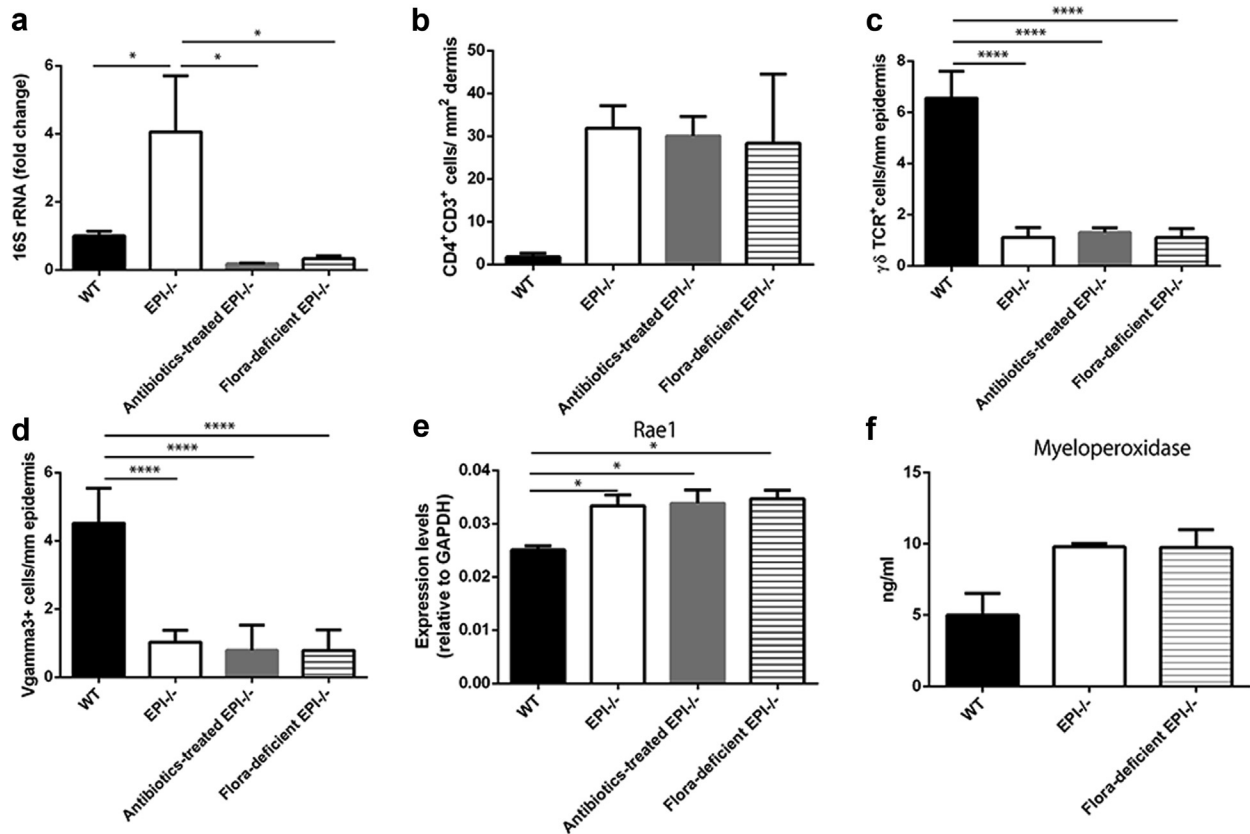 a
*
*
*
16S rRNA (fold change)
6
4
2
0
WT
EPI-/-
Antibiotics-treated EPI-/-
Flora-deficient EPI-/-
b
CD4+CD3+ cells/ mm2 dermis
50
40
30
20
10
0
WT
EPI-/-
Antibiotics-treated EPI-/-
Flora-deficient EPI-/-
c
****
****
****
γδ TCR+cells/mm epidermis
8
6
4
2
0
WT
EPI-/-
Antibiotics-treated EPI-/-
Flora-deficient EPI-/-
d
****
****
****
Vgamma3+ cells/mm epidermis
6
4
2
0
WT
EPI-/-
Antibiotics-treated EPI-/-
Flora-deficient EPI-/-
e
Rae1
*
*
*
Expression levels
(relative to GAPDH)
0.04
0.03
0.02
0.01
0.00
WT
EPI-/-
Antibiotics-treated EPI-/-
Flora-deficient EPI-/-
f
Myeloperoxidase
ng/ml
15
10
5
0
WT
EPI-/-
Flora-deficient EPI-/-